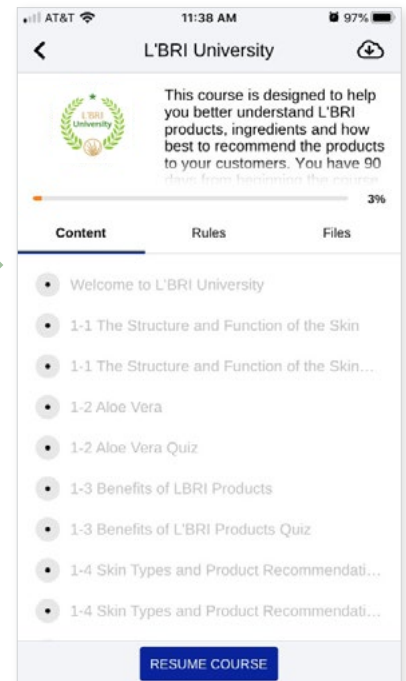 AT&T 11:38 AM 97%
L'BRI University
L'BRI
University
This course is designed to help
you better understand L'BRI
products, ingredients and how
best to recommend the products
to your customers. You have 90
days from beginning the course
3%
Content Rules Files
Welcome to L'BRI University
1-1 The Structure and Function of the Skin
1-1 The Structure and Function of the Skin...
1-2 Aloe Vera
1-2 Aloe Vera Quiz
1-3 Benefits of LBRI Products
1-3 Benefits of L'BRI Products Quiz
1-4 Skin Types and Product Recommendati...
1-4 Skin Types and Product Recommendati...
RESUME COURSE